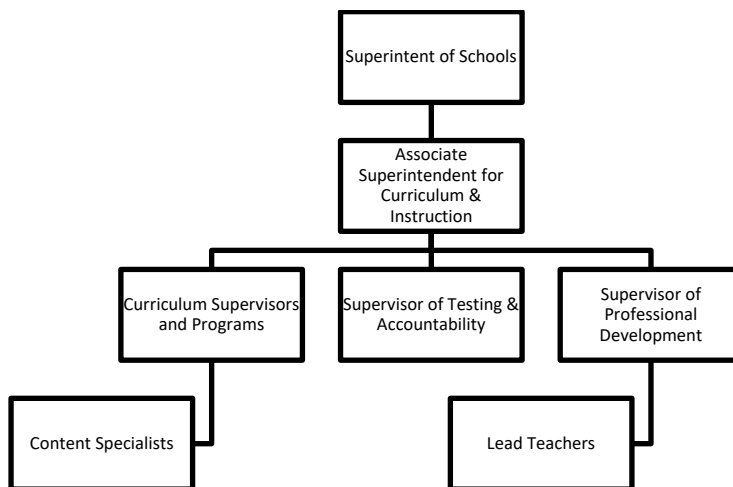 Superintent of Schools
Associate
Superintendent for
Curriculum &
Instruction
Curriculum Supervisors
and Programs
Supervisor of Testing &
Accountability
Supervisor of
Professional
Development
Content Specialists
Lead Teachers